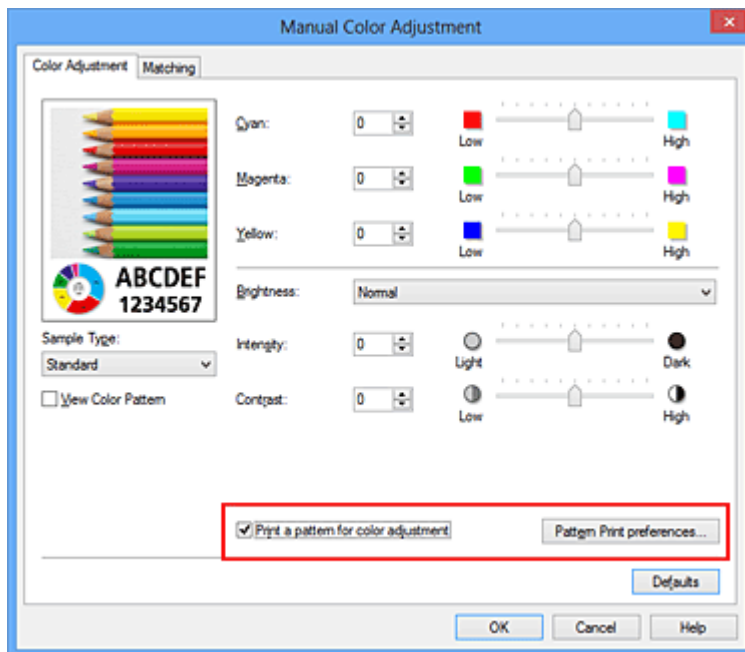 Manual Color Adjustment
Color Adjustment Matching
Cyan: 0 Low High
Magenta: 0 Low High
Yellow: 0 Low High
ABCDEF
1234567
Brightness: Normal
Sample Type:
Standard
Intensity: 0 Light Dark
View Color Pattern
Contrast: 0 Low High
Print a pattern for color adjustment Pattern Print preferences...
Defaults
OK Cancel Help